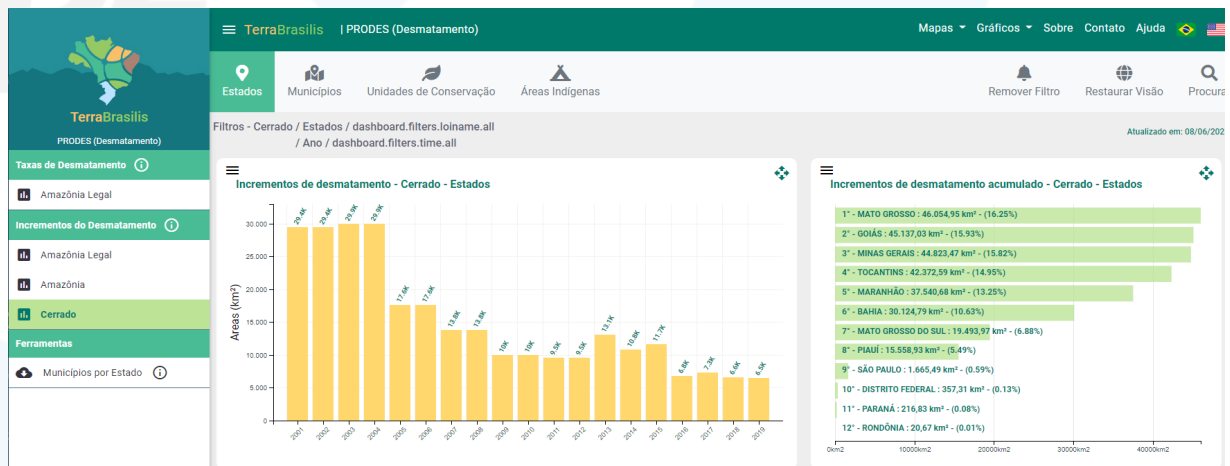 TerraBrasilis | PRODES (Desmatamento)
Mapas Gráficos Sobre Contato Ajuda
TerraBrasilis
PRODES (Desmatamento)
Taxas de Desmatamento
Amazônia Legal
Incrementos do Desmatamento
Amazônia Legal
Amazônia
Cerrado
Ferramentas
Municípios por Estado
Estados Municípios Unidades de Conservação Áreas Indígenas
Remover Filtro Restaurar Visão Procura
Filtros - Cerrado / Estados / dashboard.filters.loiname.all
/ Ano / dashboard.filters.time.all
Atualizado em: 08/06/202
Incrementos de desmatamento - Cerrado - Estados
Areas (km²)
30.000
25.000
20.000
15.000
10.000
5.000
0
29.4K 29.4K 29.9K 29.9K 17.6K 17.6K 13.8K 13.8K 10K 10K 9.5K 9.5K 13.1K 10.8K 11.7K 6.8K 7.3K 6.6K 6.5K
2001 2002 2003 2004 2005 2006 2007 2008 2009 2010 2011 2012 2013 2014 2015 2016 2017 2018 2019
Incrementos de desmatamento acumulado - Cerrado - Estados
1° - MATO GROSSO : 46.054,95 km² - (16.25%)
2° - GOIÁS : 45.137,03 km² - (15.93%)
3° - MINAS GERAIS : 44.823,47 km² - (15.82%)
4° - TOCANTINS : 42.372,59 km² - (14.95%)
5° - MARANHÃO : 37.540,68 km² - (13.25%)
6° - BAHIA : 30.124,79 km² - (10.63%)
7° - MATO GROSSO DO SUL : 19.493,97 km² - (6.88%)
8° - PIAUÍ : 15.558,93 km² - (5.49%)
9° - SÃO PAULO : 1.665,49 km² - (0.59%)
10° - DISTRITO FEDERAL : 357,31 km² - (0.13%)
11° - PARANÁ : 216,83 km² - (0.08%)
12° - RONDÔNIA : 20,67 km² - (0.01%)
0km2 10000km2 20000km2 30000km2 40000km2